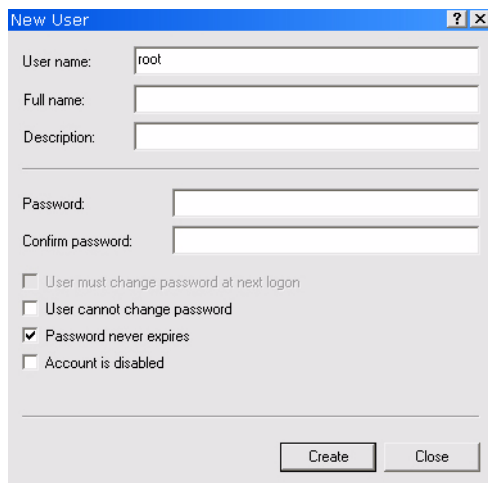 New User
User name: root
Full name:
Description:
Password:
Confirm password:
User must change password at next logon
User cannot change password
Password never expires
Account is disabled
Create Close